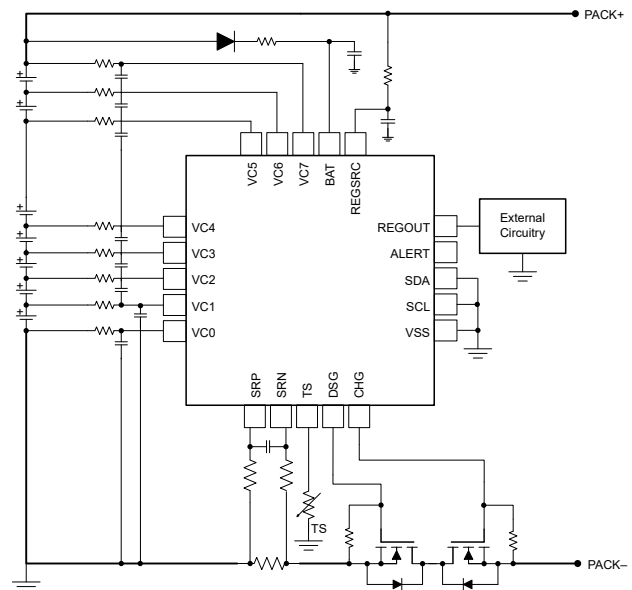 PACK+
+
+
VC5
VC6
VC7
BAT
REGSRC
+
+
+
+
+
VC4
VC3
VC2
VC1
VC0
REGOUT
ALERT
SDA
SCL
VSS
External
Circuitry
SRP
SRN
TS
DSG
CHG
TS
PACK–